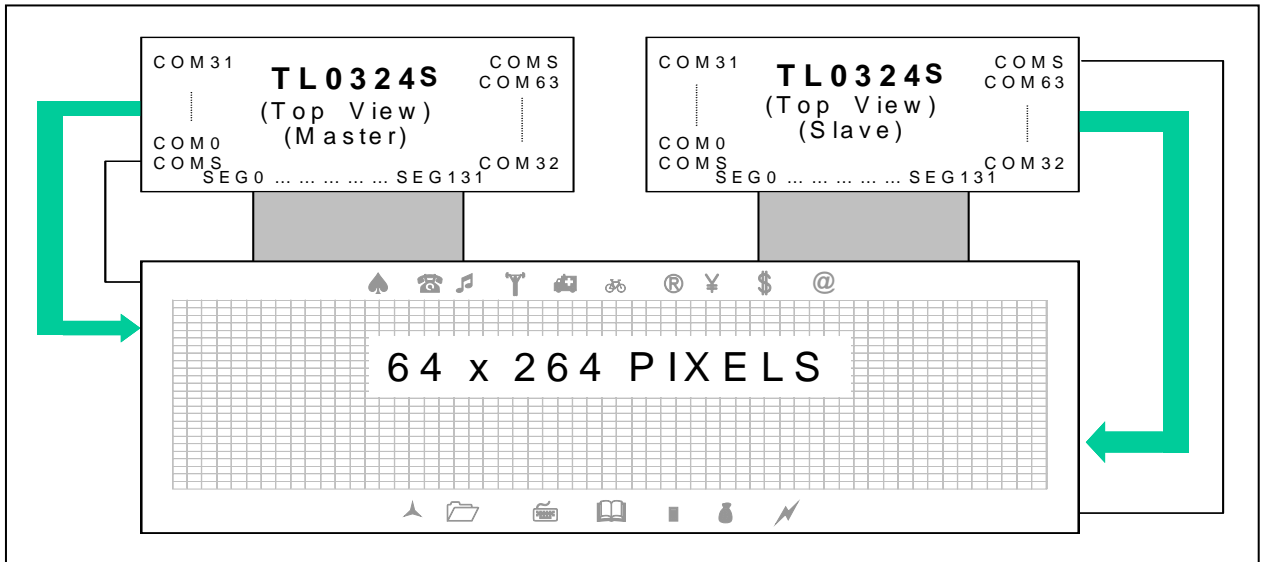 COM31
TL0324S
COMS
COM63
(Top View)
(Master)
COM0
COMS
COM32
SEG0 ... ... ... ... SEG131
COM31
TL0324S
COMS
COM63
(Top View)
(Slave)
COM0
COMS
COM32
SEG0 ... ... ... ... SEG131
® ¥ $ @
64 x 264 PIXELS